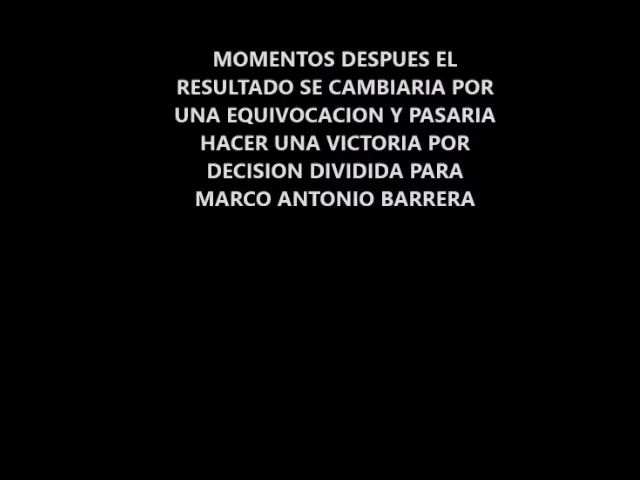 MOMENTOS DESPUES EL
RESULTADO SE CAMBIARIA POR
UNA EQUIVOCACION Y PASARIA
HACER UNA VICTORIA POR
DECISION DIVIDIDA PARA
MARCO ANTONIO BARRERA